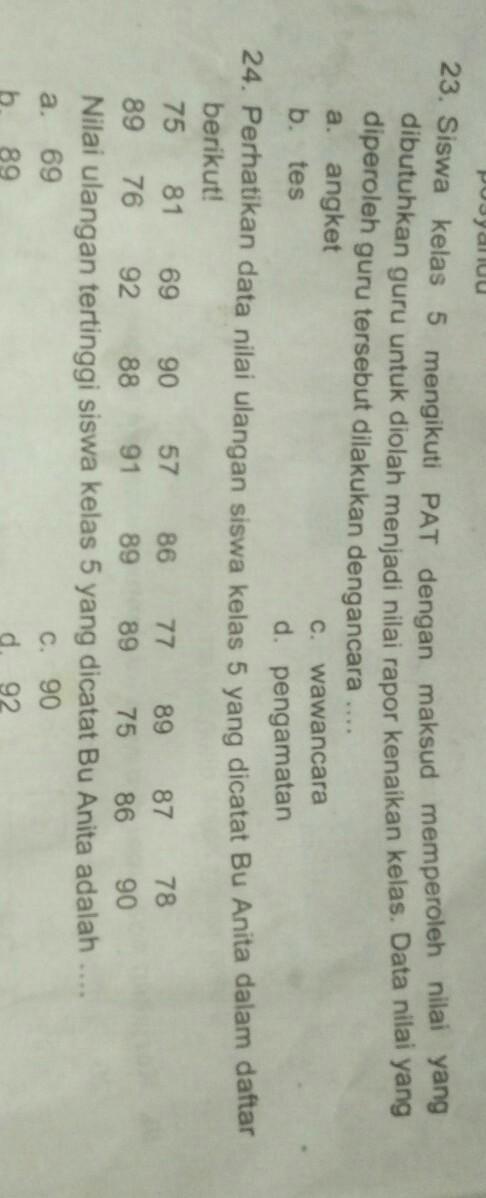 posyandu
23. Siswa kelas 5 mengikuti PAT dengan maksud memperoleh nilai yang
dibutuhkan guru untuk diolah menjadi nilai rapor kenaikan kelas. Data nilai yang
diperoleh guru tersebut dilakukan dengancara ....
a. angket c. wawancara
b. tes d. pengamatan
24. Perhatikan data nilai ulangan siswa kelas 5 yang dicatat Bu Anita dalam daftar
berikut!
75 81 69 90 57 86 77 89 87 78
89 76 92 88 91 89 89 75 86 90
Nilai ulangan tertinggi siswa kelas 5 yang dicatat Bu Anita adalah ....
a. 69 c. 90
b. 89 d. 92